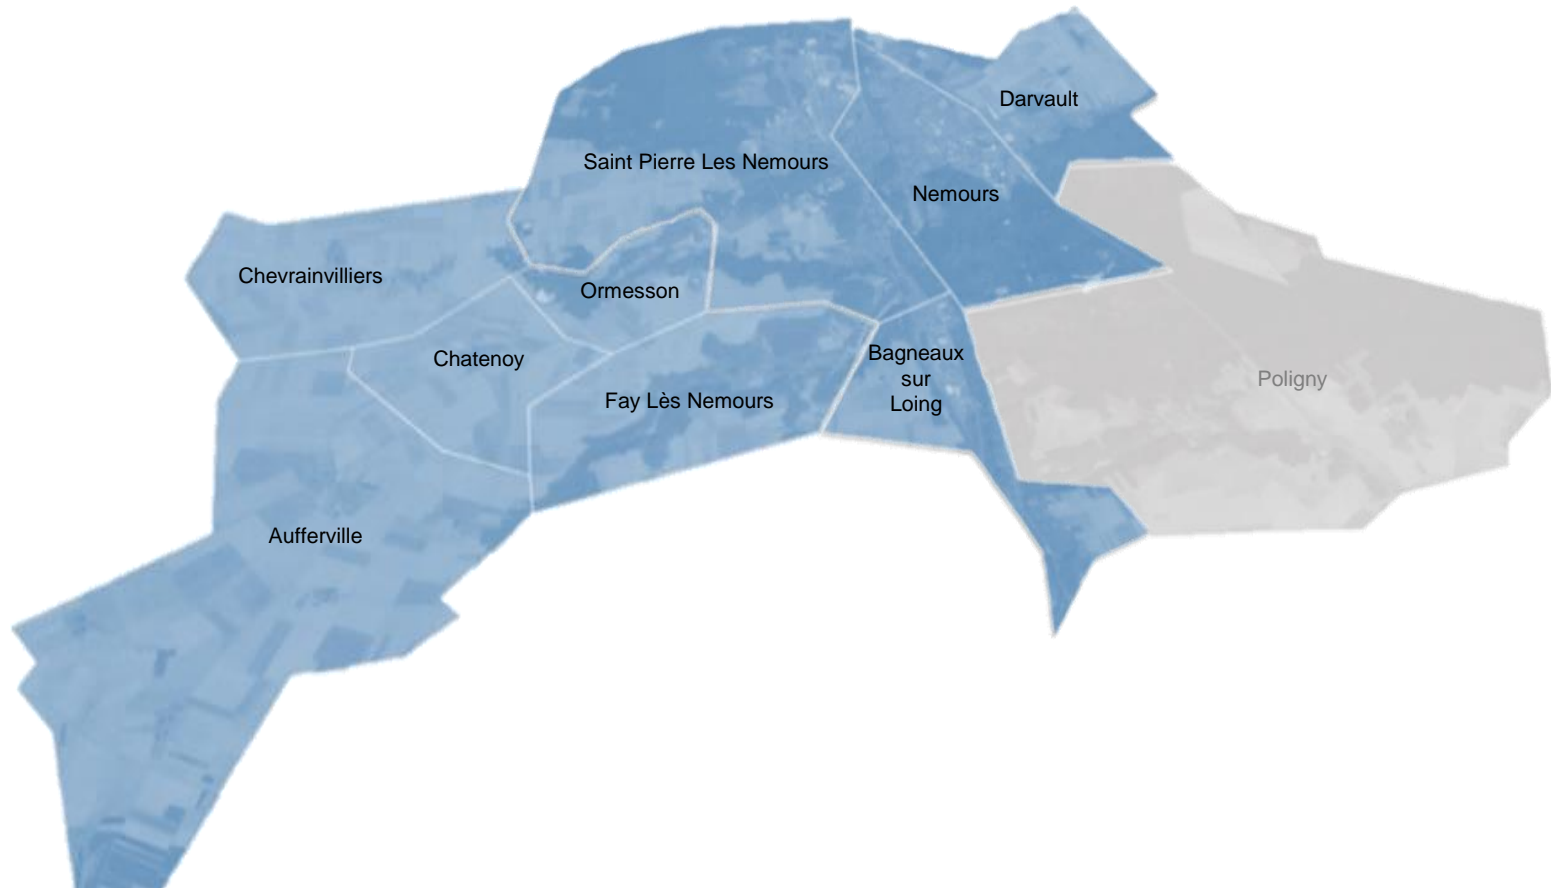 Darvault
Saint Pierre Les Nemours
Nemours
Chevrainvilliers
Ormesson
Chatenoy
Bagneaux
sur
Loing
Poligny
Fay Lès Nemours
Aufferville